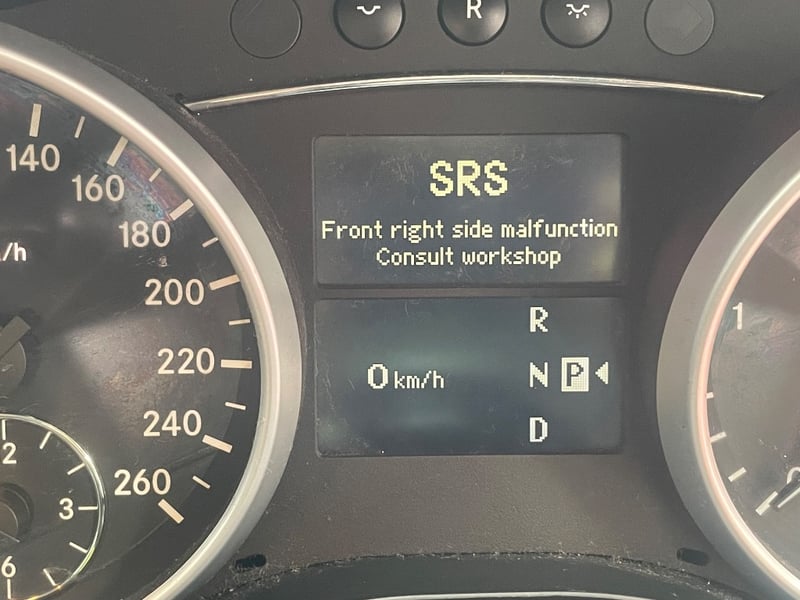 R
140
160
180
/h
200
220
240
260
2
3
6
SRS
Front right side malfunction
Consult workshop
R
0 km/h
N P
D
1